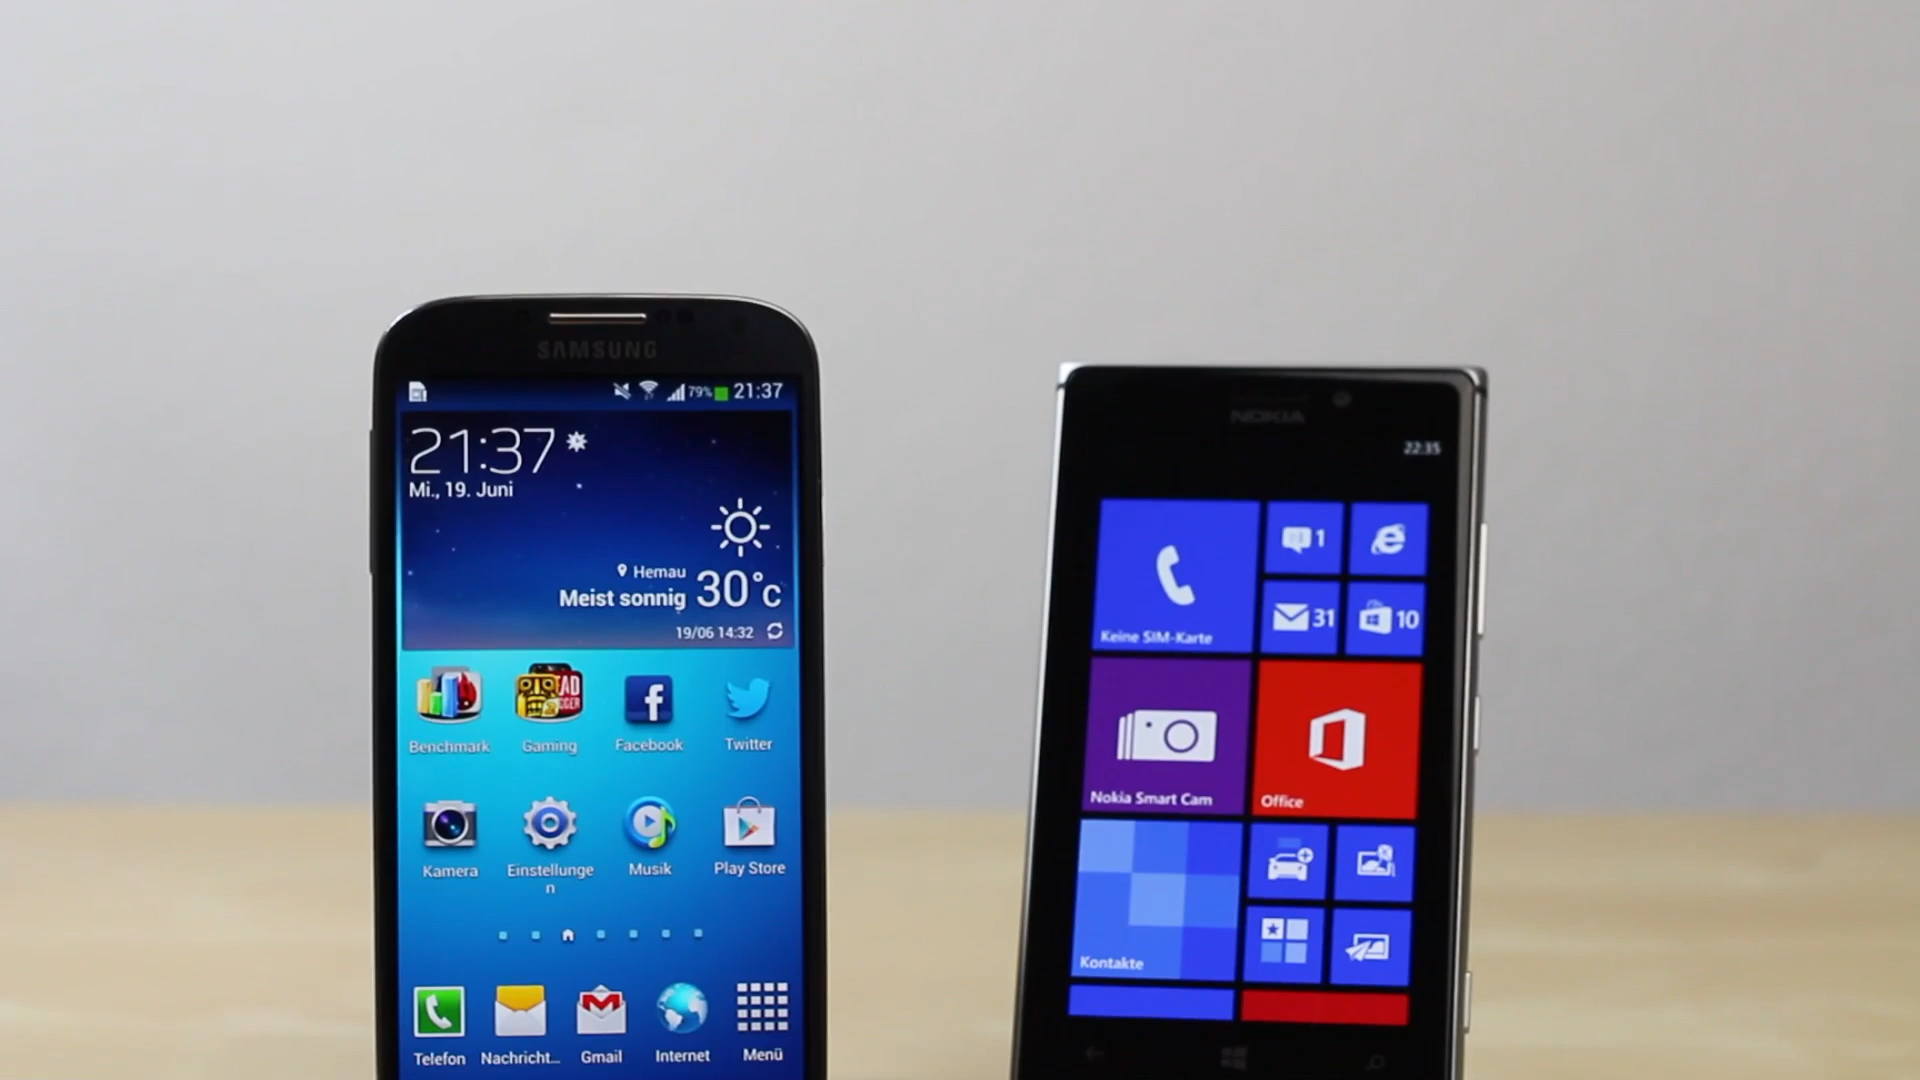 SAMSUNG
79% 21:37
21:37
Mi., 19. Juni
Hemau
Meist sonnig 30°C
19/06 14:32
Benchmark Gaming Facebook Twitter
Kamera Einstellunge
n Musik Play Store
Telefon Nachricht... Gmail Internet Menü
NOKIA
22:35
1
31 10
Keine SIM-Karte
Nokia Smart Cam Office
Kontakte